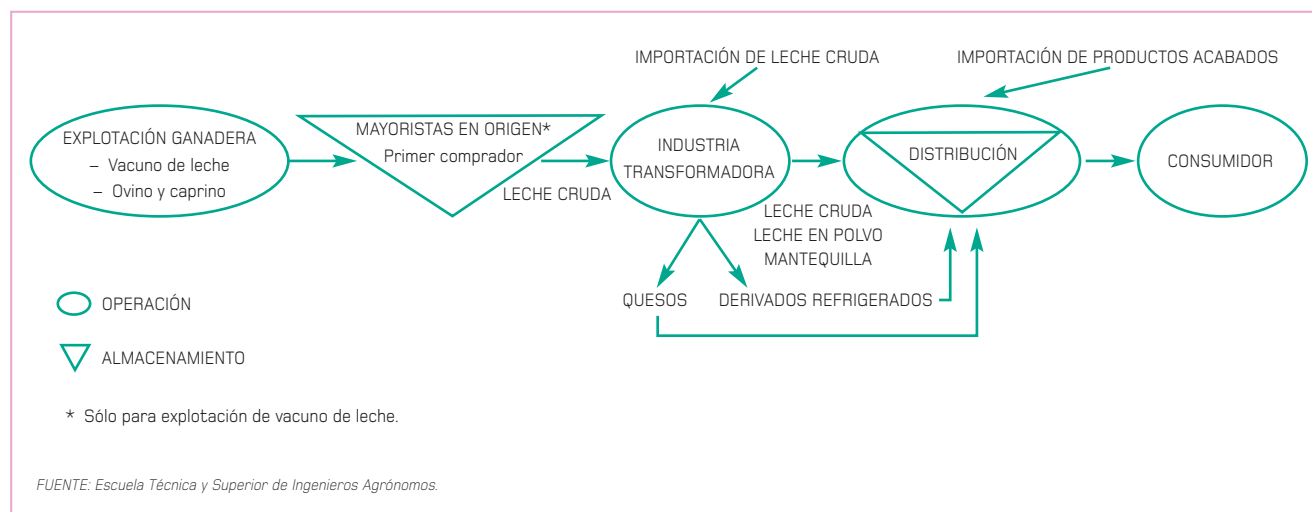 IMPORTACIÓN DE LECHE CRUDA
IMPORTACIÓN DE PRODUCTOS ACABADOS
EXPLOTACIÓN GANADERA
– Vacuno de leche
– Ovino y caprino
MAYORISTAS EN ORIGEN*
Primer comprador
LECHE CRUDA
INDUSTRIA
TRANSFORMADORA
DISTRIBUCIÓN
CONSUMIDOR
LECHE CRUDA
LECHE EN POLVO
MANTEQUILLA
QUESOS
DERIVADOS REFRIGERADOS
OPERACIÓN
ALMACENAMIENTO
* Sólo para explotación de vacuno de leche.
FUENTE: Escuela Técnica y Superior de Ingenieros Agrónomos.